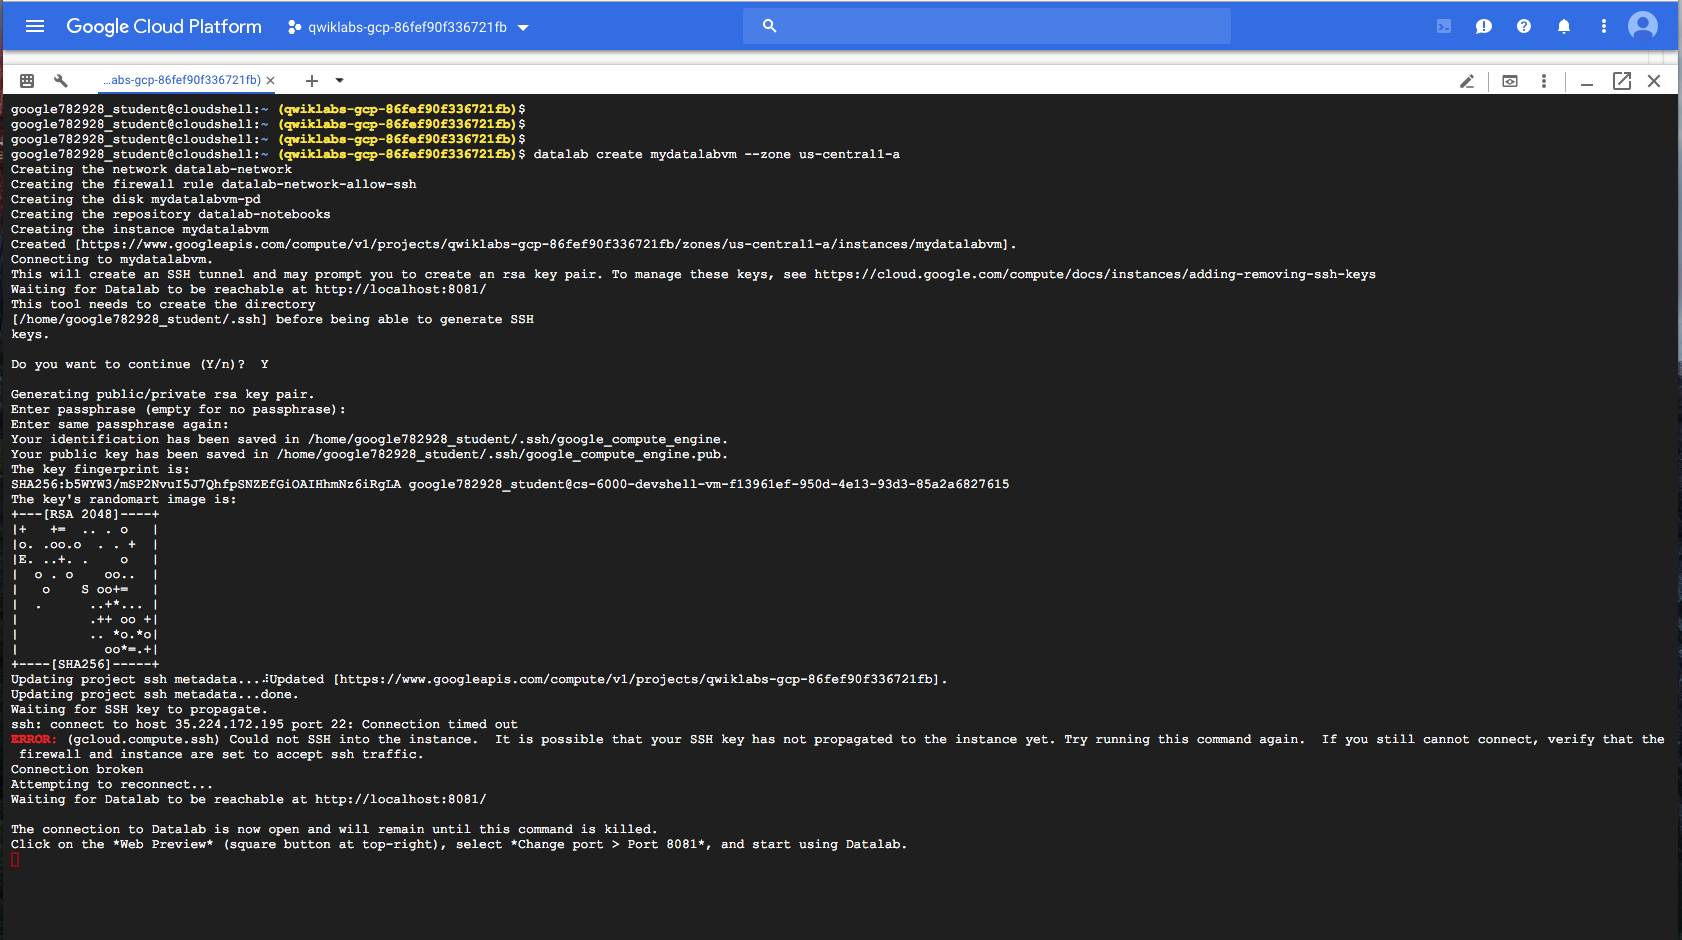 Google Cloud Platform
qwiklabs-gcp-86fef90f336721fb
...abs-gcp-86fef90f336721fb) ×
google782928_student@cloudshell:~ (qwiklabs-gcp-86fef90f336721fb)$
google782928_student@cloudshell:~ (qwiklabs-gcp-86fef90f336721fb)$
google782928_student@cloudshell:~ (qwiklabs-gcp-86fef90f336721fb)$
google782928_student@cloudshell:~ (qwiklabs-gcp-86fef90f336721fb)$ datalab create mydatalabvm --zone us-central1-a
Creating the network datalab-network
Creating the firewall rule datalab-network-allow-ssh
Creating the disk mydatalabvm-pd
Creating the repository datalab-notebooks
Creating the instance mydatalabvm
Created [https://www.googleapis.com/compute/v1/projects/qwiklabs-gcp-86fef90f336721fb/zones/us-central1-a/instances/mydatalabvm].
Connecting to mydatalabvm.
This will create an SSH tunnel and may prompt you to create an rsa key pair. To manage these keys, see https://cloud.google.com/compute/docs/instances/adding-removing-ssh-keys
Waiting for Datalab to be reachable at http://localhost:8081/
This tool needs to create the directory
[/home/google782928_student/.ssh] before being able to generate SSH
keys.
Do you want to continue (Y/n)?  Y
Generating public/private rsa key pair.
Enter passphrase (empty for no passphrase):
Enter same passphrase again:
Your identification has been saved in /home/google782928_student/.ssh/google_compute_engine.
Your public key has been saved in /home/google782928_student/.ssh/google_compute_engine.pub.
The key fingerprint is:
SHA256:b5WYW3/mSP2NvuI5J7QhfpSNZEfGiOAIHhmNz6iRgLA google782928_student@cs-6000-devshell-vm-f13961ef-950d-4e13-93d3-85a2a6827615
The key's randomart image is:
+---[RSA 2048]----+
|+   +=  .. . o   |
|o. .oo.o  . . +  |
|E. ..+. .    o   |
|  o . o    oo..  |
|   o    S oo+=   |
|  .      ..+*... |
|         .++ oo +|
|         .. *o.*o|
|           oo*=.+|
+----[SHA256]-----+
Updating project ssh metadata...⠼Updated [https://www.googleapis.com/compute/v1/projects/qwiklabs-gcp-86fef90f336721fb].
Updating project ssh metadata...done.
Waiting for SSH key to propagate.
ssh: connect to host 35.224.172.195 port 22: Connection timed out
ERROR: (gcloud.compute.ssh) Could not SSH into the instance.  It is possible that your SSH key has not propagated to the instance yet. Try running this command again.  If you still cannot connect, verify that the
firewall and instance are set to accept ssh traffic.
Connection broken
Attempting to reconnect...
Waiting for Datalab to be reachable at http://localhost:8081/
The connection to Datalab is now open and will remain until this command is killed.
Click on the *Web Preview* (square button at top-right), select *Change port > Port 8081*, and start using Datalab.